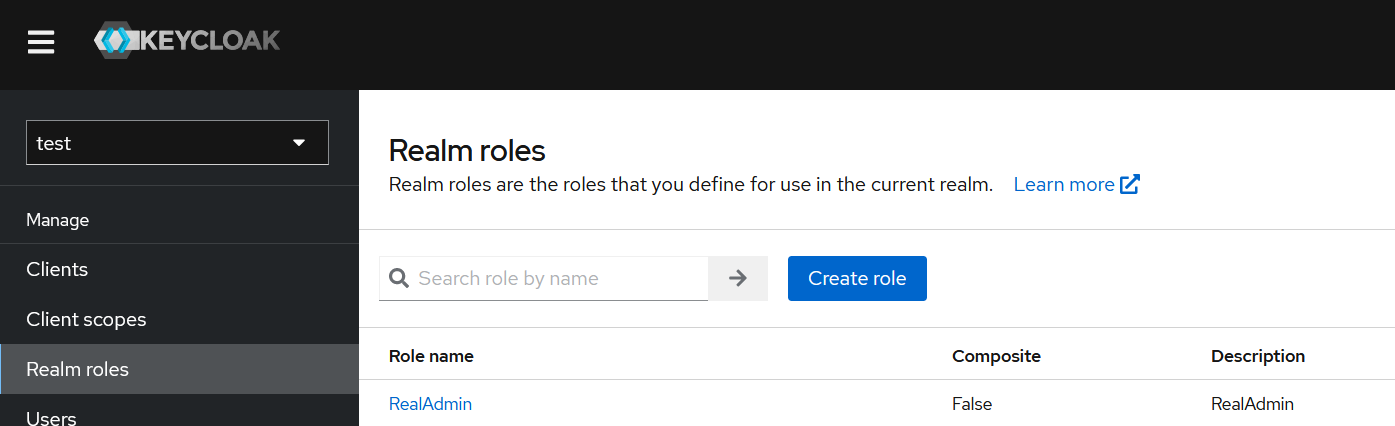 KEYCLOAK
test
Manage
Clients
Client scopes
Realm roles
Users
Realm roles
Realm roles are the roles that you define for use in the current realm. Learn more
Search role by name
Create role
Role name Composite Description
RealAdmin False RealAdmin